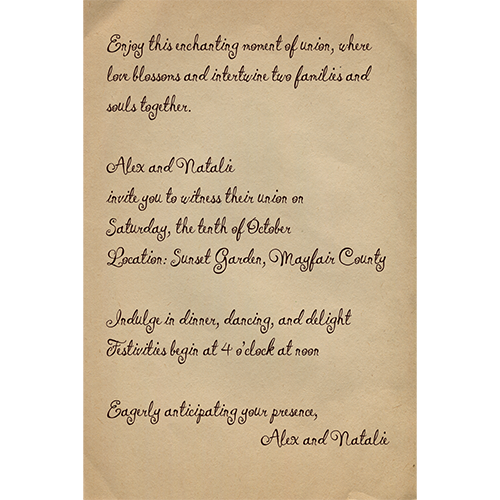 Enjoy this enchanting moment of union, where
love blossoms and intertwine two families and
souls together.
Alex and Natalie
invite you to witness their union on
Saturday, the tenth of October
Location: Sunset Garden, Mayfair County
Indulge in dinner, dancing, and delight
Festivities begin at 4 o'clock at noon
Eagerly anticipating your presence,
Alex and Natalie